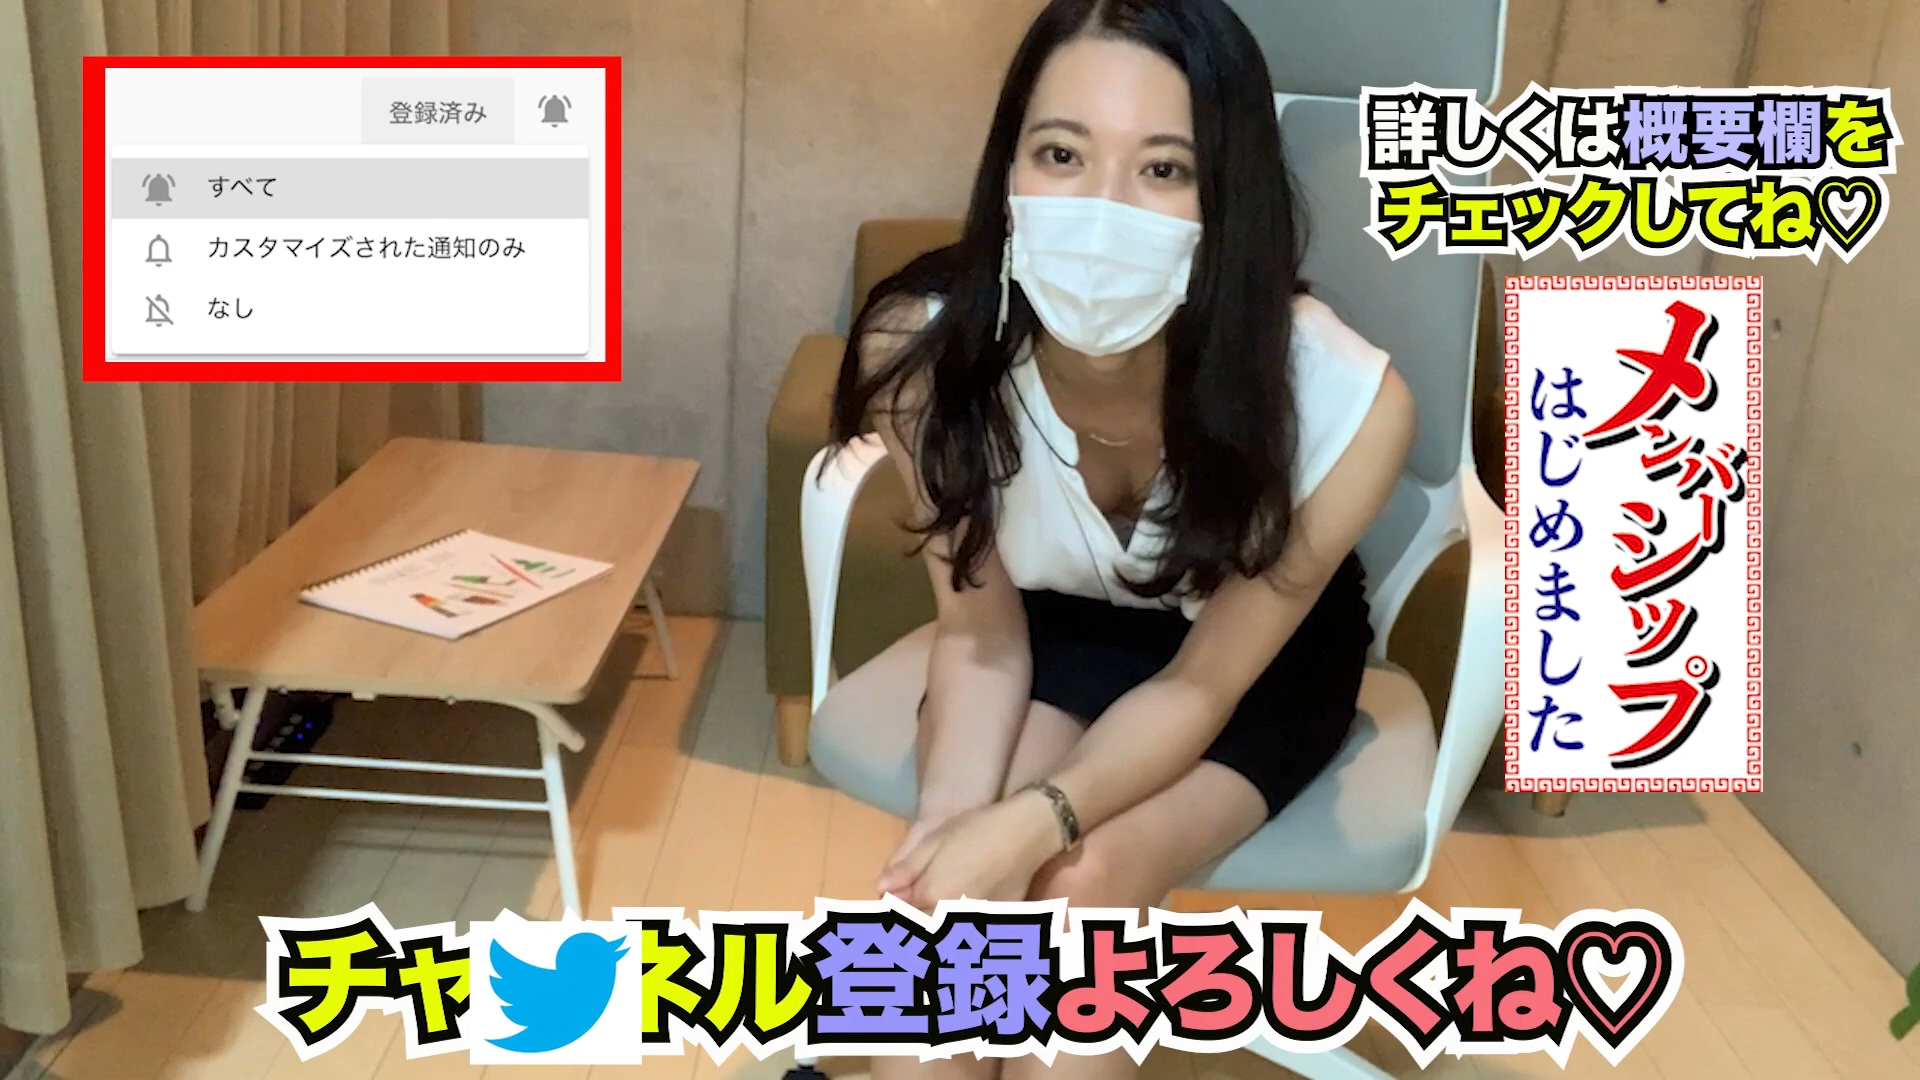 登録済み
すべて
カスタマイズされた通知のみ
なし
詳しくは概要欄を
チェックしてね♡
メンバーシップ
はじめました
チャ ネル登録よろしくね♡